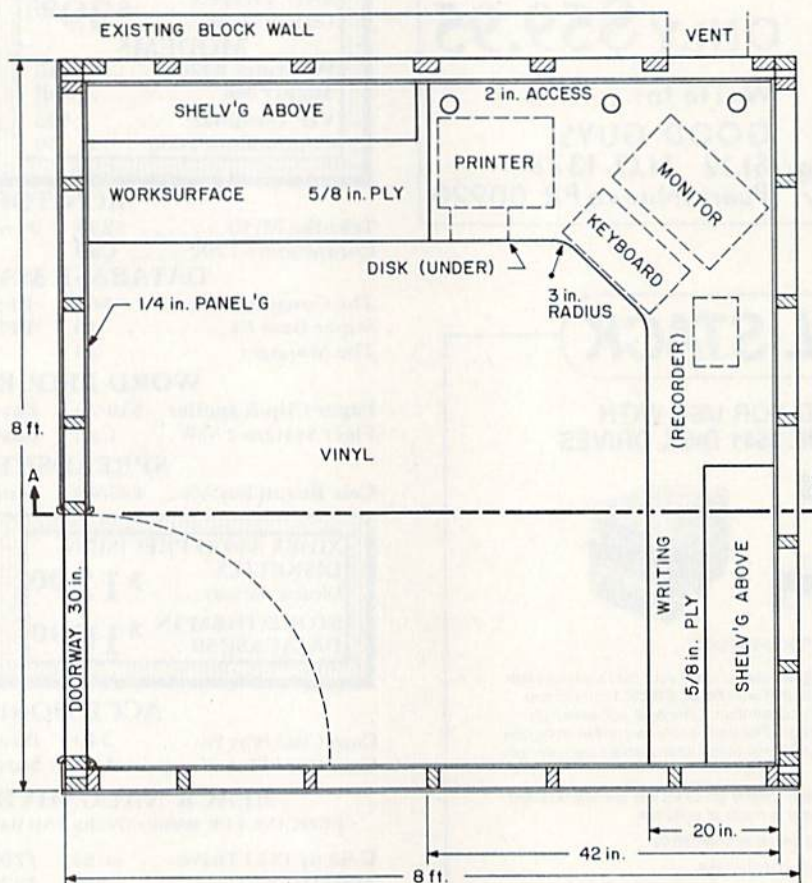 EXISTING BLOCK WALL
VENT
SHELV'G ABOVE
2 in. ACCESS
PRINTER
MONITOR
WORKSURFACE
5/8 in. PLY
KEYBOARD
DISK (UNDER)
1/4 in. PANEL'G
3 in.
RADIUS
(RECORDER)
8 ft.
VINYL
A
DOORWAY 30 in.
WRITING
5/8 in. PLY
SHELV'G ABOVE
20 in.
42 in.
8 ft.